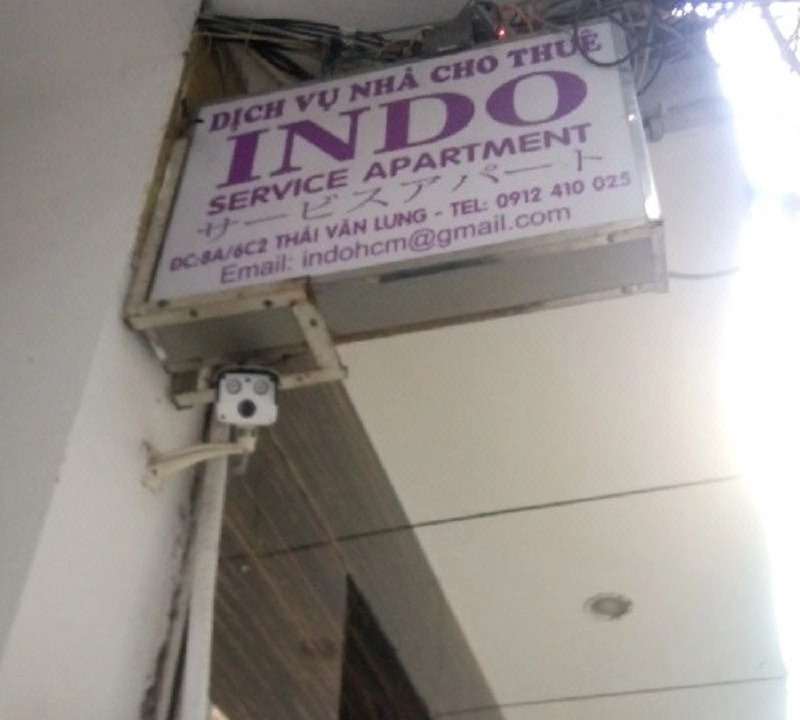 DỊCH VỤ NHÀ CHO THUÊ
INDO
SERVICE APARTMENT
サービスアパート
ĐC:8A/6C2 THÁI VĂN LUNG - TEL: 0912 410 025
Email: indohcm@gmail.com